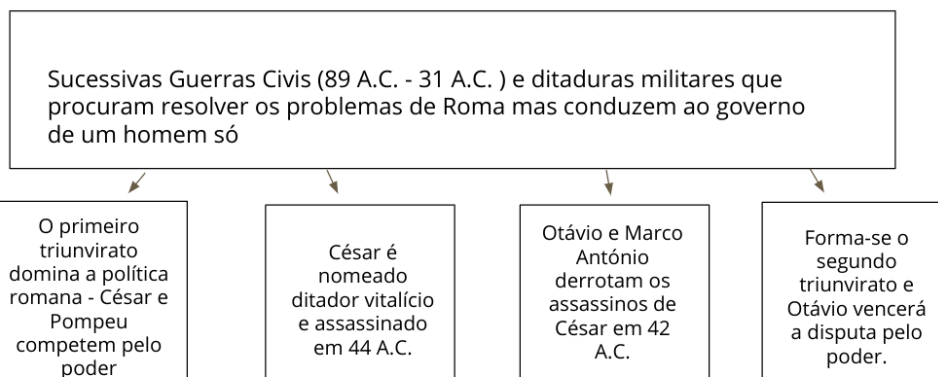 Sucessivas Guerras Civis (89 A.C. - 31 A.C. ) e ditaduras militares que
procuram resolver os problemas de Roma mas conduzem ao governo
de um homem só
O primeiro
triunvirato
domina a política
romana - César e
Pompeu
competem pelo
poder
César é
nomeado
ditador vitalício
e assassinado
em 44 A.C.
Otávio e Marco
António
derrotam os
assassinos de
César em 42
A.C.
Forma-se o
segundo
triunvirato e
Otávio vencerá
a disputa pelo
poder.